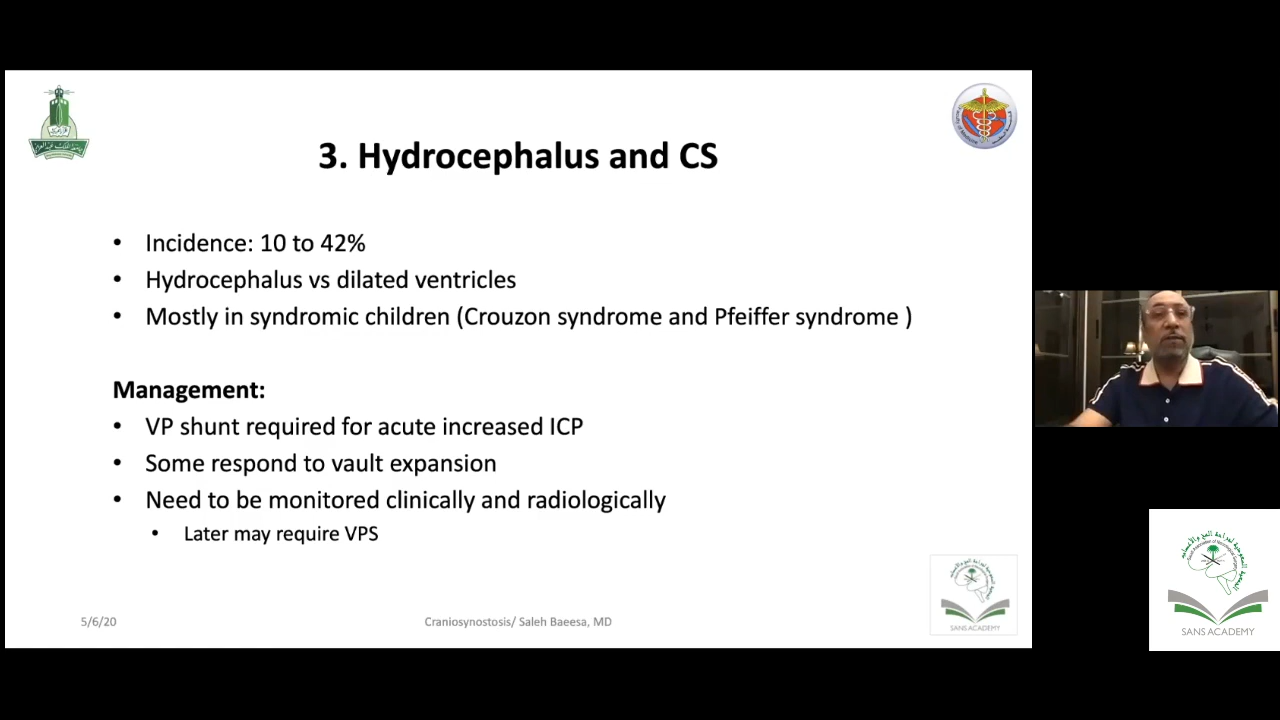 3. Hydrocephalus and CS
• Incidence: 10 to 42%
• Hydrocephalus vs dilated ventricles
• Mostly in syndromic children (Crouzon syndrome and Pfeiffer syndrome )
Management:
• VP shunt required for acute increased ICP
• Some respond to vault expansion
• Need to be monitored clinically and radiologically
• Later may require VPS
5/6/20
Craniosynostosis/ Saleh Baeesa, MD
SANS ACADEMY
SANS ACADEMY